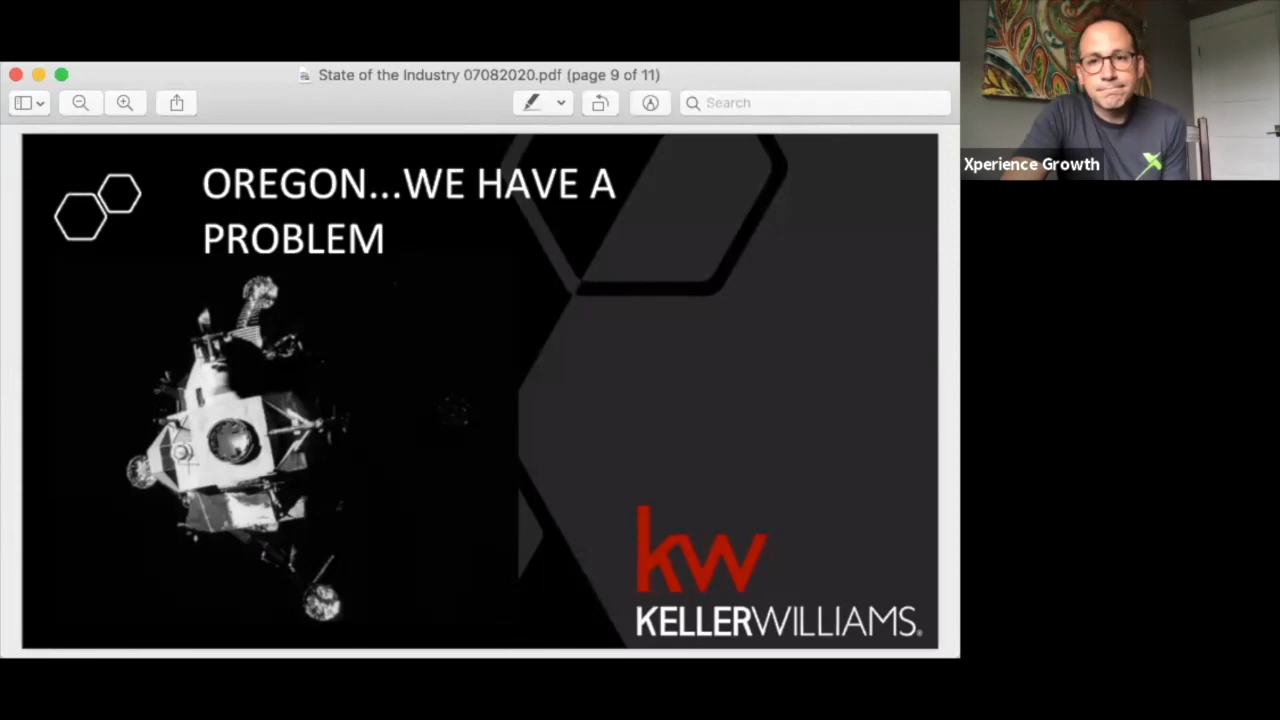 State of the Industry 07082020.pdf (page 9 of 11)
Search
Xperience Growth
OREGON...WE HAVE A
PROBLEM
kw
KELLERWILLIAMS.